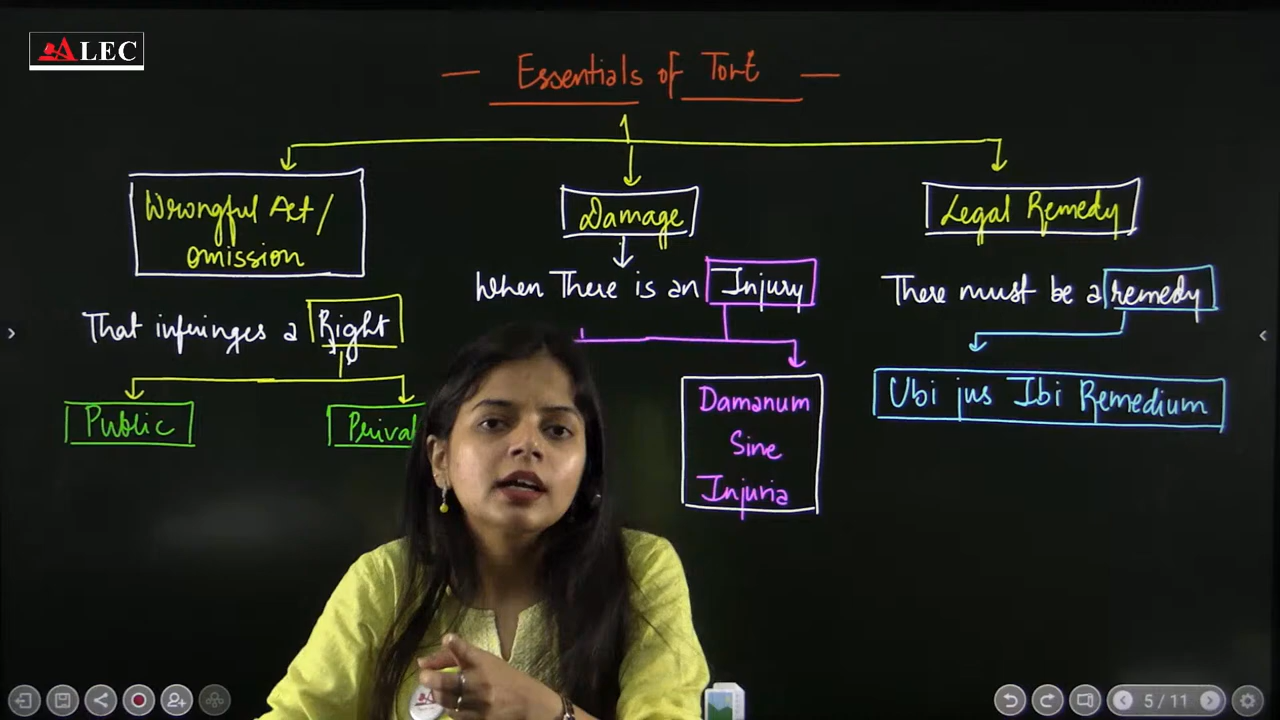 ALEC
Essentials of Tort
Wrongful Act /
omission
That infringes a Right
Public
Privat
Damage
When There is an Injury
Damanum
Sine
Injuria
Legal Remedy
There must be a remedy
Ubi jus Ibi Remedium
5 / 11